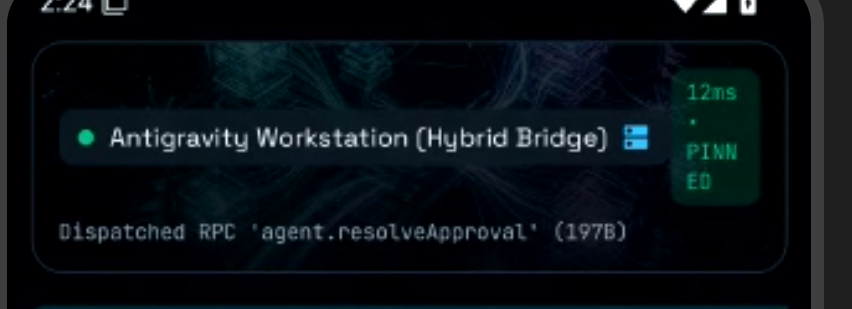 2:24
Antigravity Workstation (Hybrid Bridge)
12ms
•
PINN
ED
Dispatched RPC 'agent.resolveApproval' (197B)